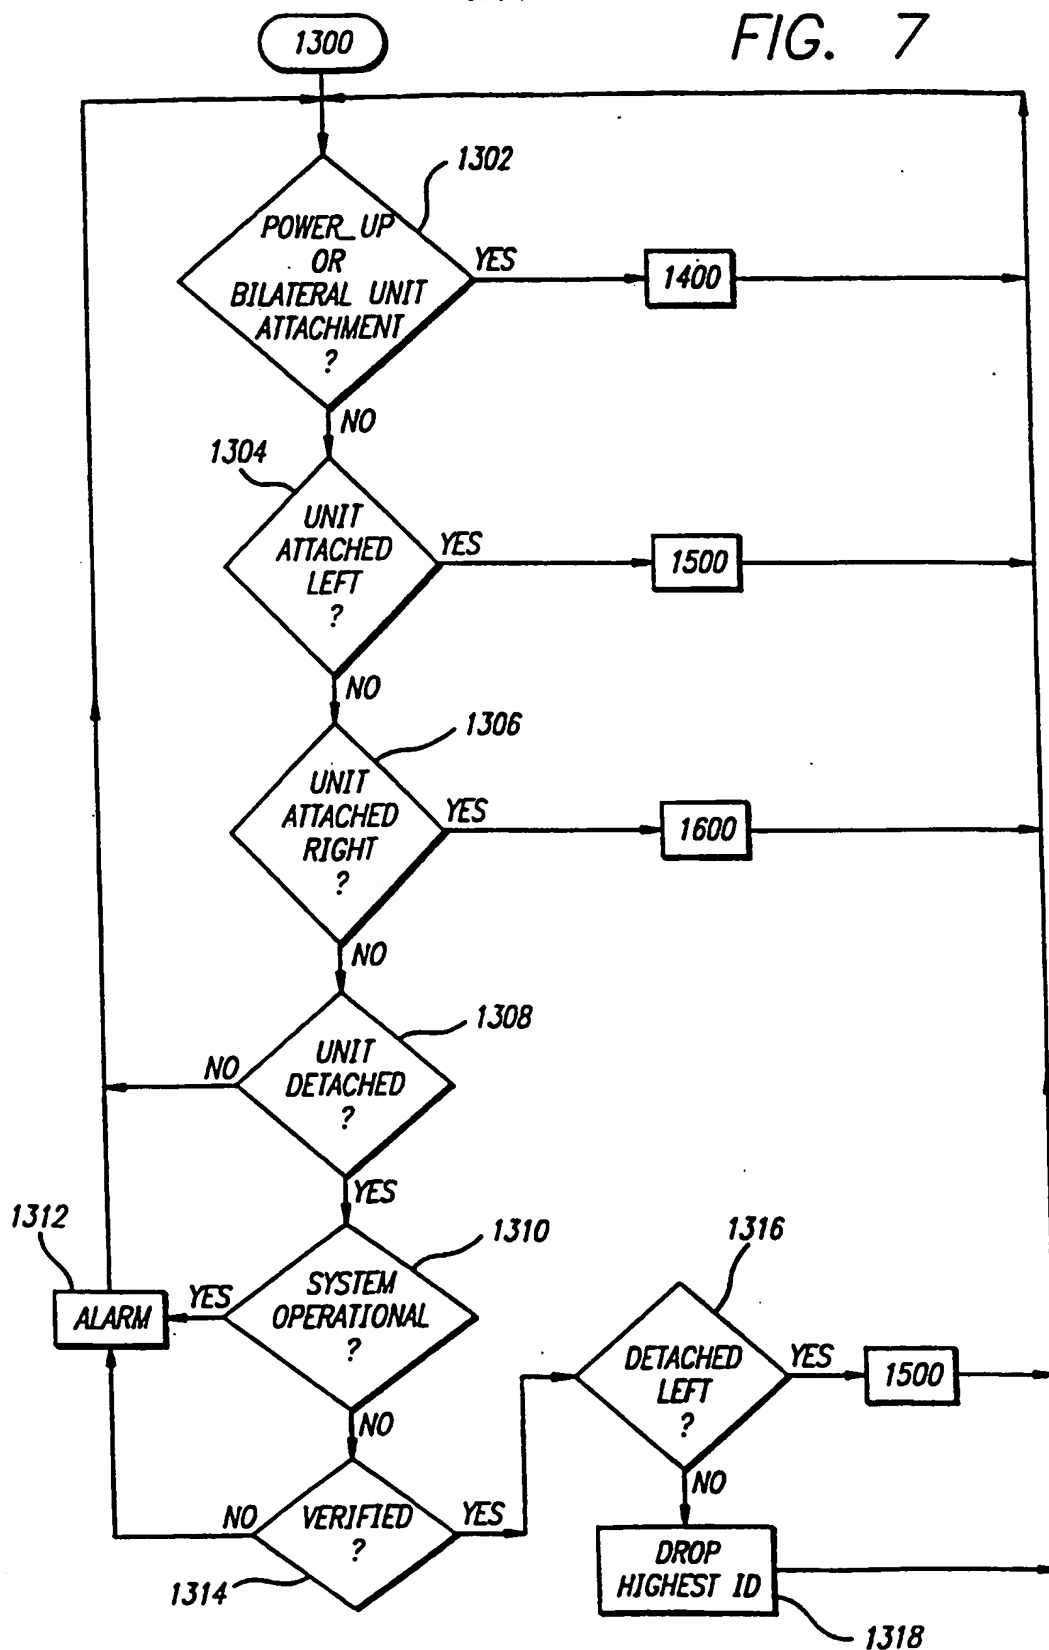 FIG. 7
1300
1302
POWER_UP
OR
BILATERAL UNIT
ATTACHMENT
?
YES
1400
NO
1304
UNIT
ATTACHED
LEFT
?
YES
1500
NO
1306
UNIT
ATTACHED
RIGHT
?
YES
1600
NO
1308
UNIT
DETACHED
?
NO
YES
1310
SYSTEM
OPERATIONAL
?
YES
1312
ALARM
NO
VERIFIED
?
1314
NO
YES
1316
DETACHED
LEFT
?
YES
1500
NO
DROP
HIGHEST ID
1318